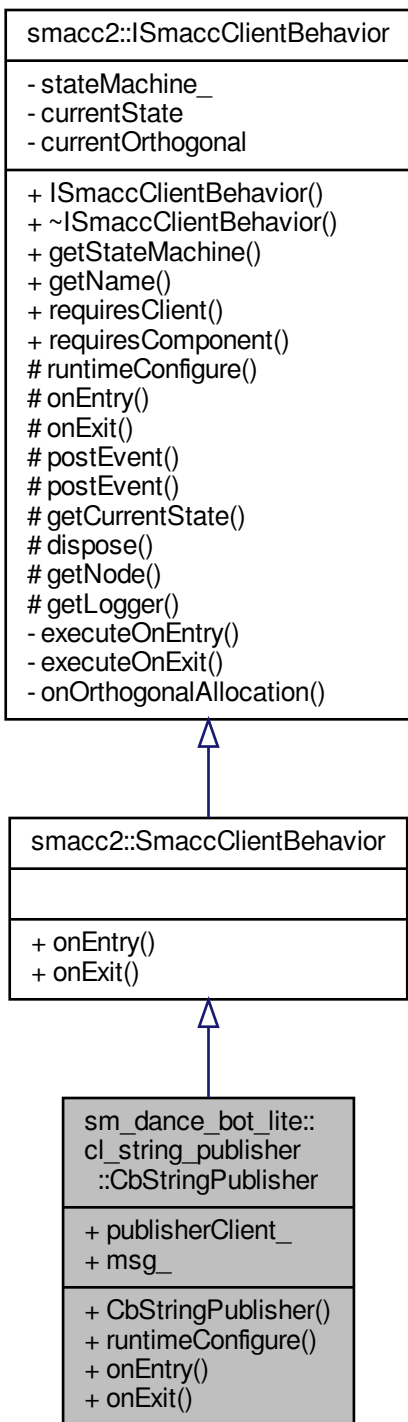 smacc2::ISmaccClientBehavior
- stateMachine_
- currentState
- currentOrthogonal
+ ISmaccClientBehavior()
+ ~ISmaccClientBehavior()
+ getStateMachine()
+ getName()
+ requiresClient()
+ requiresComponent()
# runtimeConfigure()
# onEntry()
# onExit()
# postEvent()
# postEvent()
# getCurrentState()
# dispose()
# getNode()
# getLogger()
- executeOnEntry()
- executeOnExit()
- onOrthogonalAllocation()
smacc2::SmaccClientBehavior
+ onEntry()
+ onExit()
sm_dance_bot_lite::
cl_string_publisher
::CbStringPublisher
+ publisherClient_
+ msg_
+ CbStringPublisher()
+ runtimeConfigure()
+ onEntry()
+ onExit()